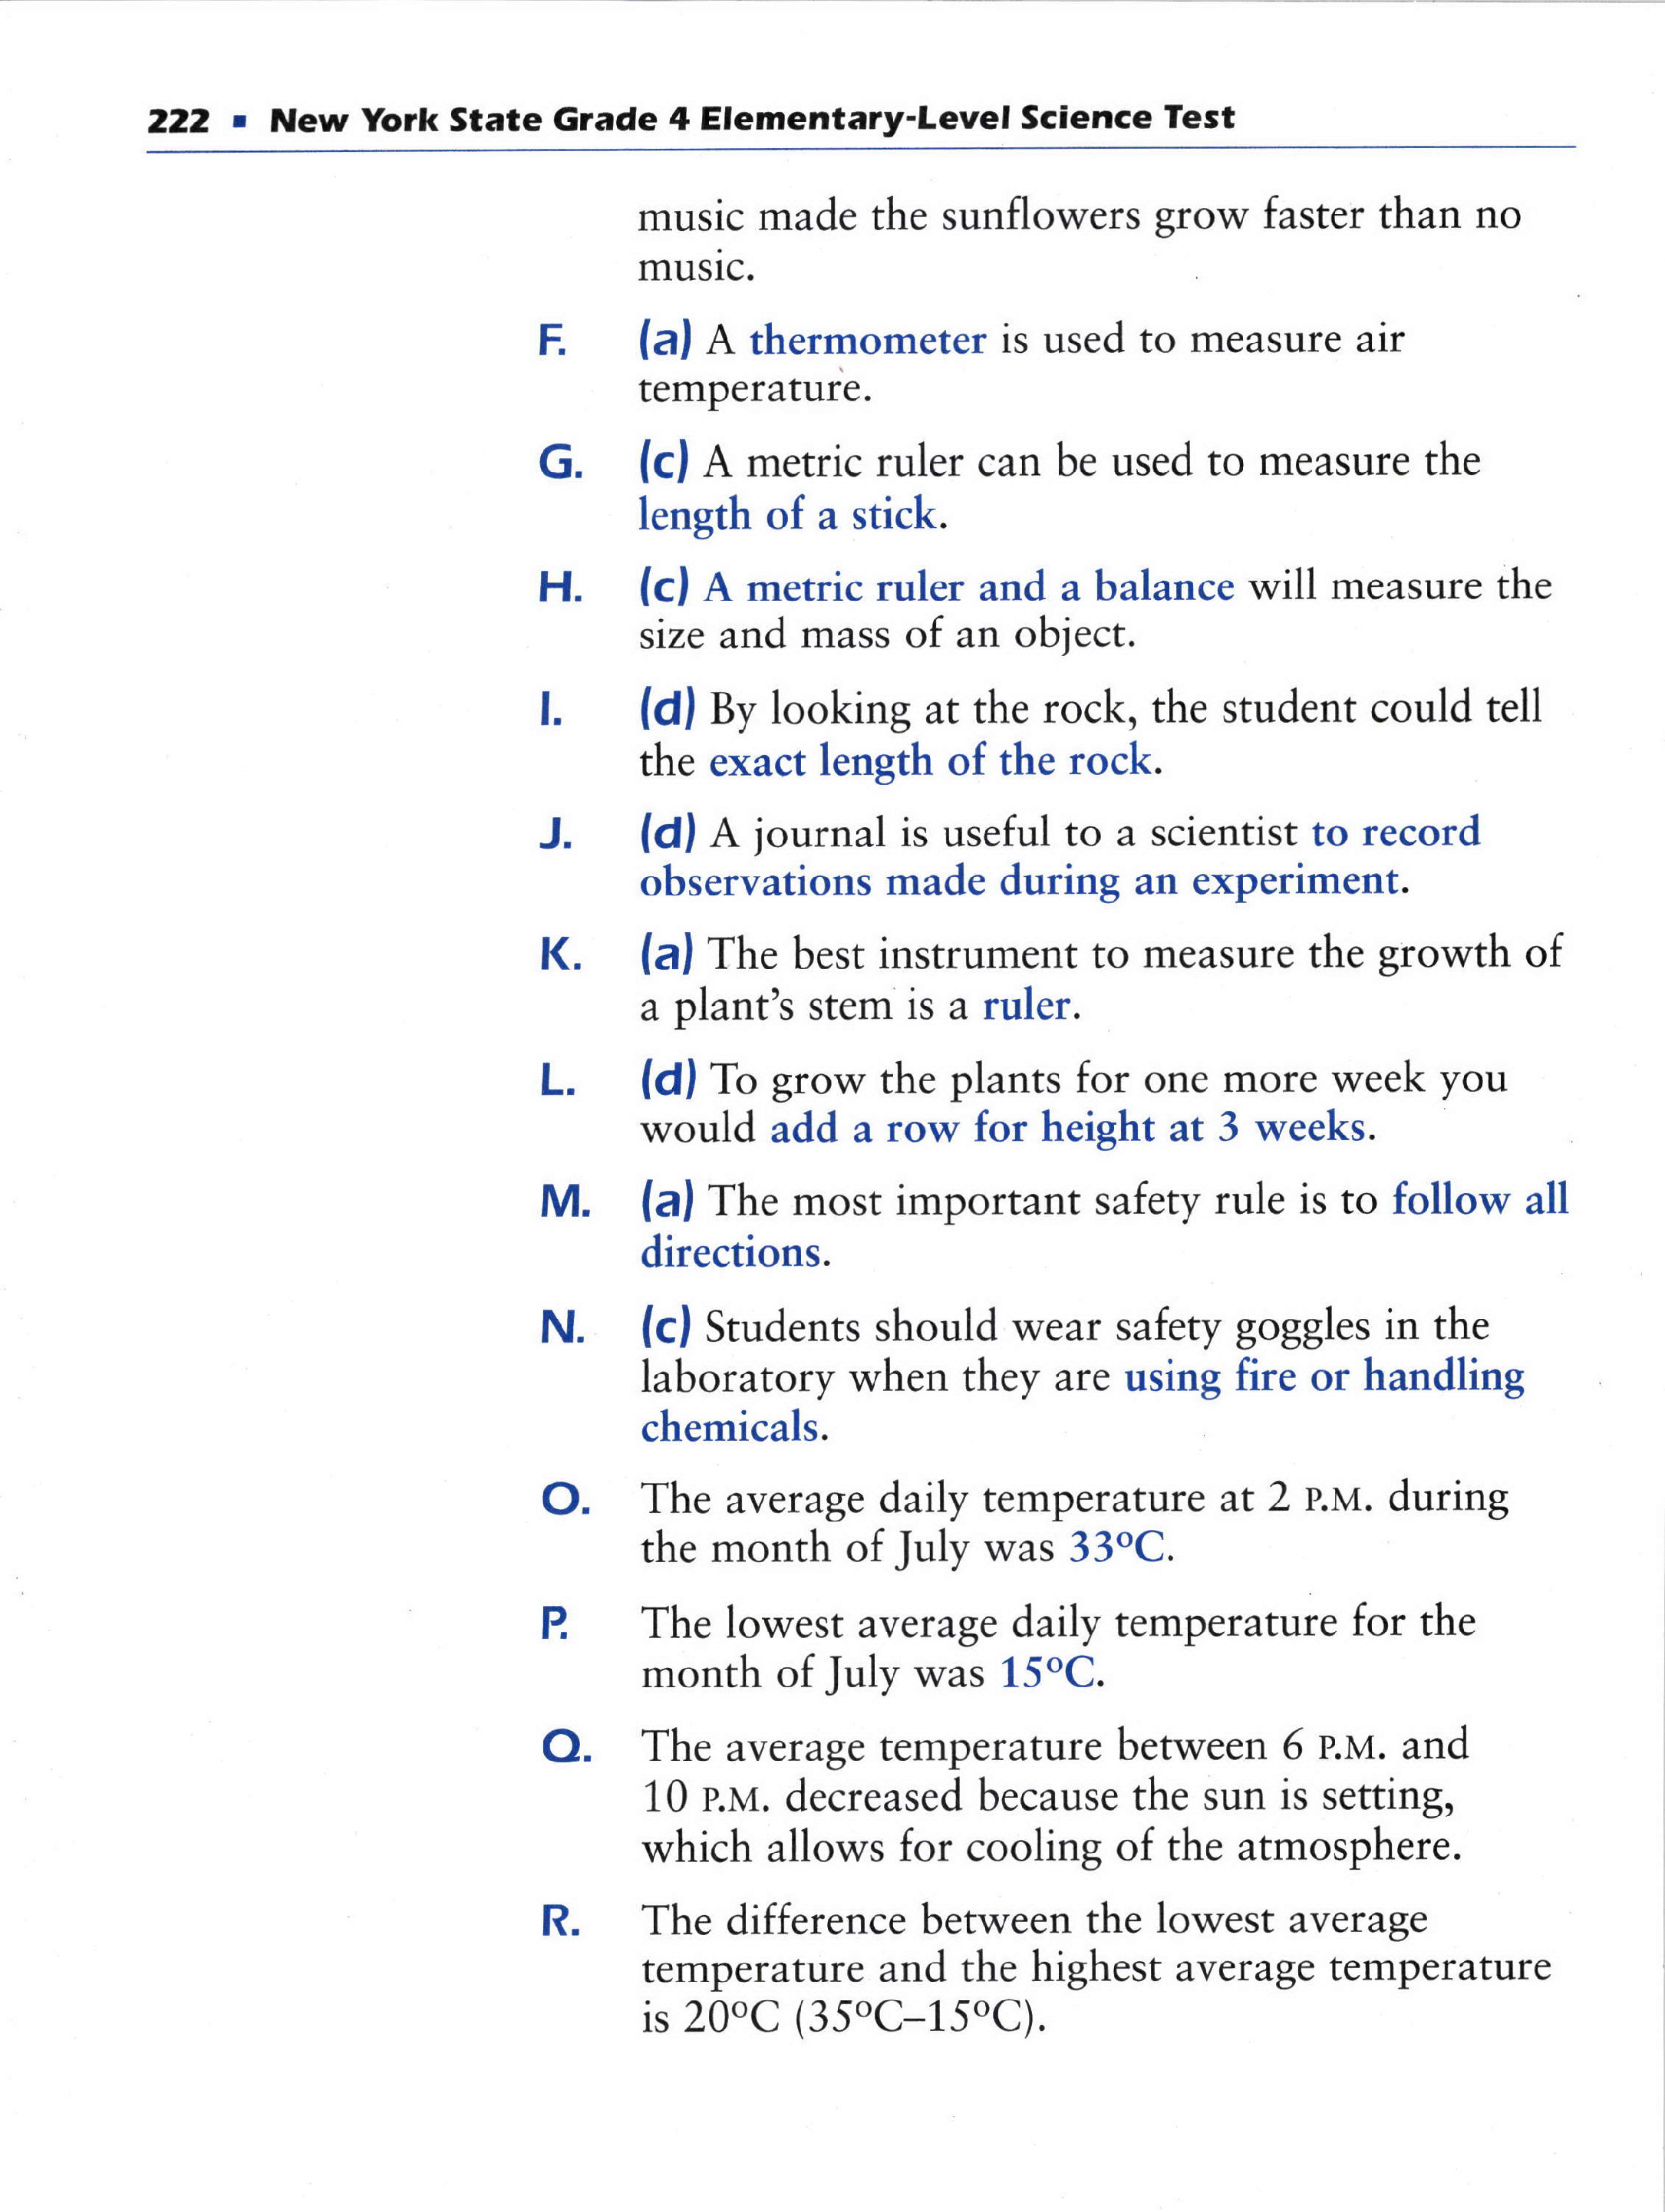 222 ▪ New York State Grade 4 Elementary-Level Science Test
music made the sunflowers grow faster than no
music.
F. (a) A thermometer is used to measure air
temperature.
G. (c) A metric ruler can be used to measure the
length of a stick.
H. (c) A metric ruler and a balance will measure the
size and mass of an object.
I. (d) By looking at the rock, the student could tell
the exact length of the rock.
J. (d) A journal is useful to a scientist to record
observations made during an experiment.
K. (a) The best instrument to measure the growth of
a plant’s stem is a ruler.
L. (d) To grow the plants for one more week you
would add a row for height at 3 weeks.
M. (a) The most important safety rule is to follow all
directions.
N. (c) Students should wear safety goggles in the
laboratory when they are using fire or handling
chemicals.
O. The average daily temperature at 2 P.M. during
the month of July was 33ºC.
P. The lowest average daily temperature for the
month of July was 15ºC.
Q. The average temperature between 6 P.M. and
10 P.M. decreased because the sun is setting,
which allows for cooling of the atmosphere.
R. The difference between the lowest average
temperature and the highest average temperature
is 20ºC (35ºC–15ºC).